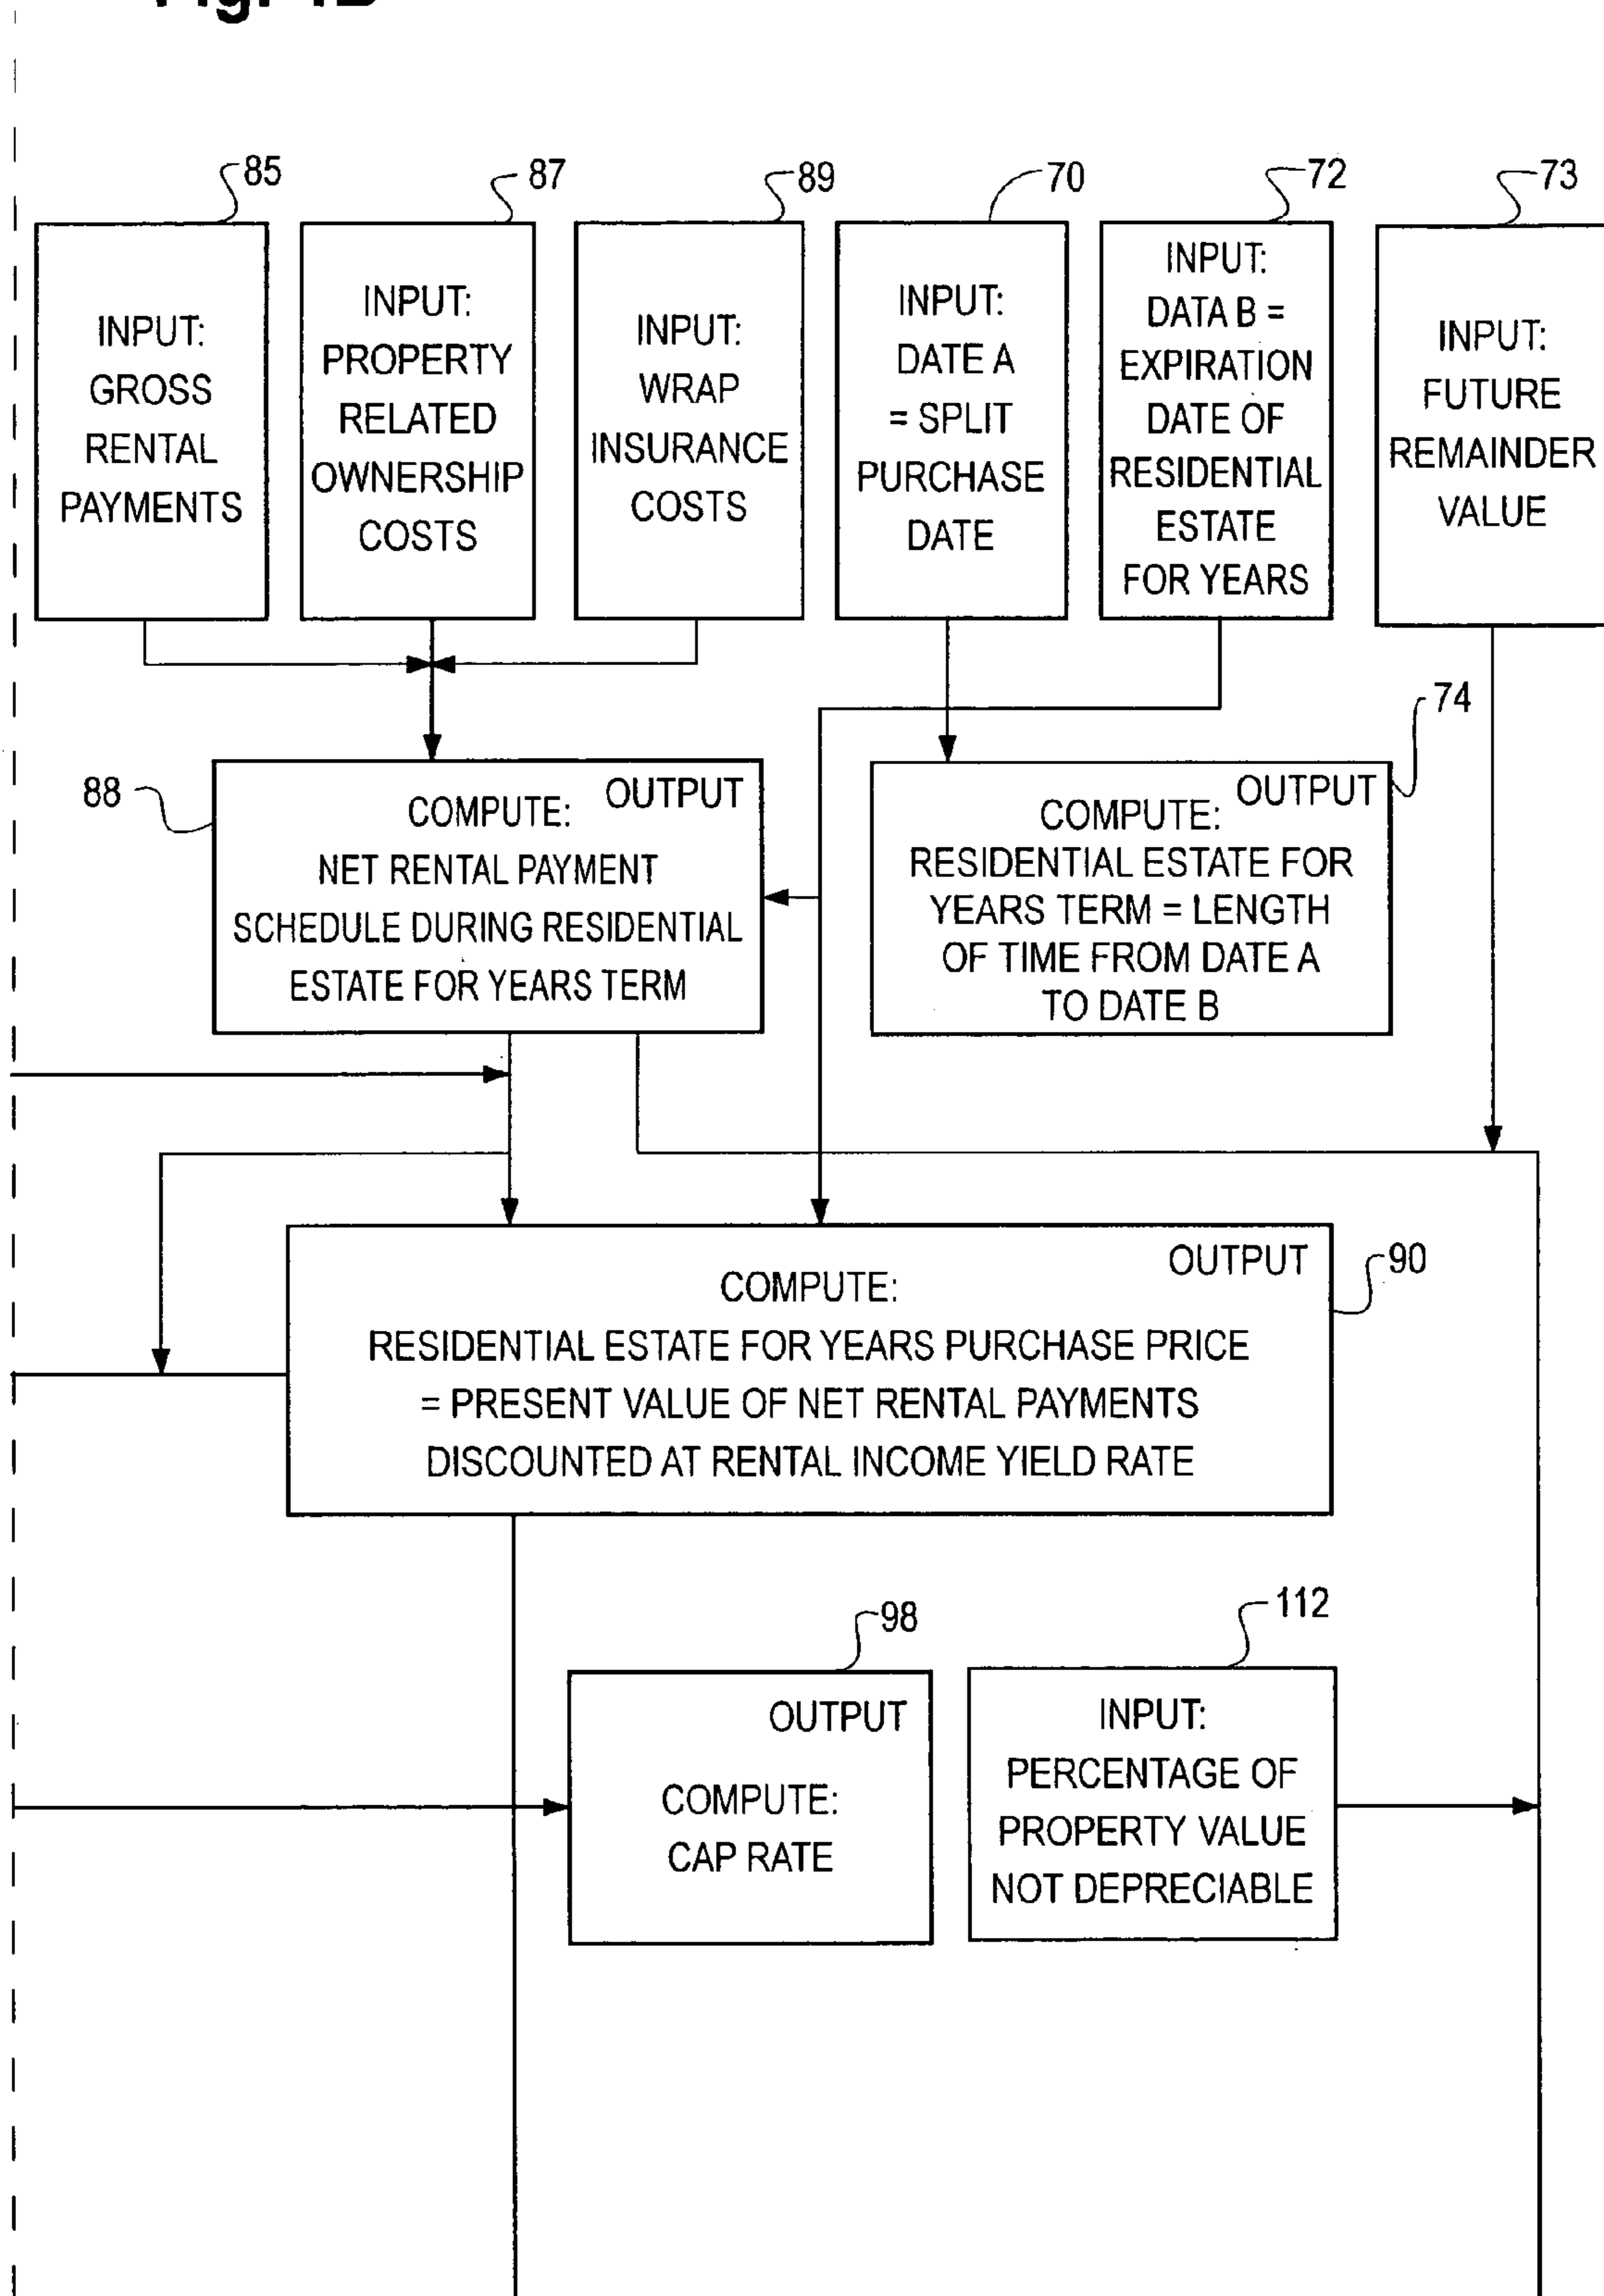 85
87
89
70
72
73
INPUT:
GROSS
RENTAL
PAYMENTS
INPUT:
PROPERTY
RELATED
OWNERSHIP
COSTS
INPUT:
WRAP
INSURANCE
COSTS
INPUT:
DATE A
= SPLIT
PURCHASE
DATE
INPUT:
DATA B =
EXPIRATION
DATE OF
RESIDENTIAL
ESTATE
FOR YEARS
INPUT:
FUTURE
REMAINDER
VALUE
88
OUTPUT
COMPUTE:
NET RENTAL PAYMENT
SCHEDULE DURING RESIDENTIAL
ESTATE FOR YEARS TERM
74
OUTPUT
COMPUTE:
RESIDENTIAL ESTATE FOR
YEARS TERM = LENGTH
OF TIME FROM DATE A
TO DATE B
90
OUTPUT
COMPUTE:
RESIDENTIAL ESTATE FOR YEARS PURCHASE PRICE
= PRESENT VALUE OF NET RENTAL PAYMENTS
DISCOUNTED AT RENTAL INCOME YIELD RATE
98
OUTPUT
COMPUTE:
CAP RATE
112
INPUT:
PERCENTAGE OF
PROPERTY VALUE
NOT DEPRECIABLE